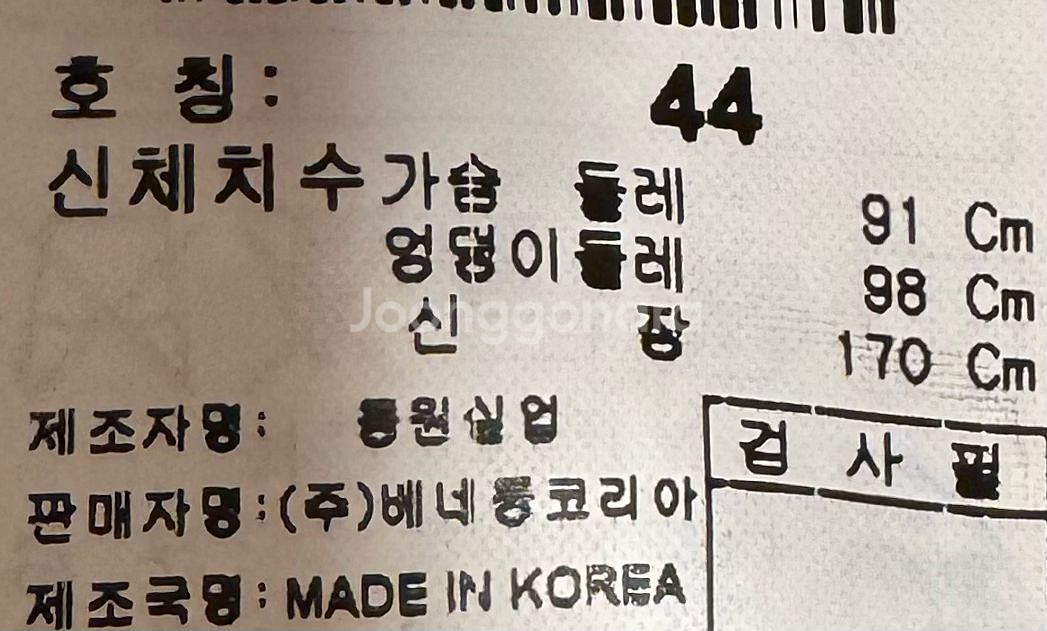 호 칭: 44
신체치수 가슴 둘레 91 Cm
엉덩이둘레 98 Cm
신 장 170 Cm
제조자명: 동원실업
판매자명:(주)베네통코리아
제조국명: MADE IN KOREA
검 사 필
Joonggonara